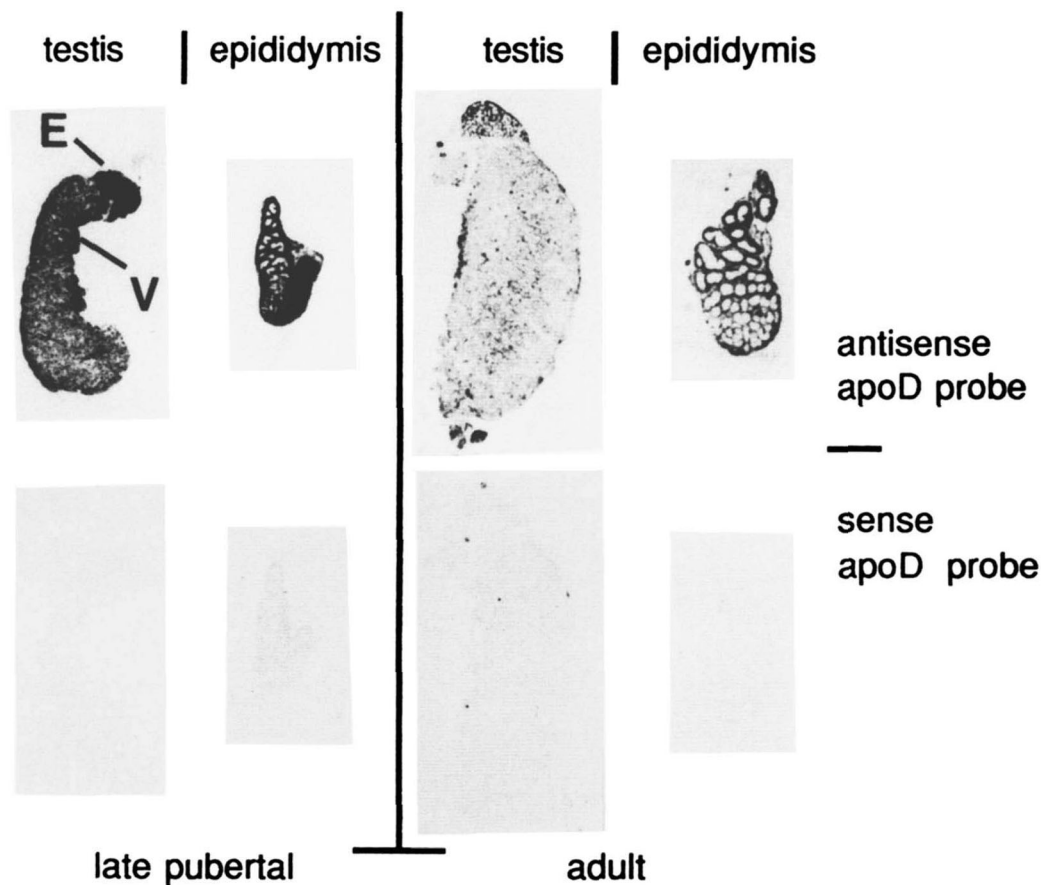 testis
epididymis
testis
epididymis
E
V
antisense
apoD probe
sense
apoD probe
late pubertal
adult